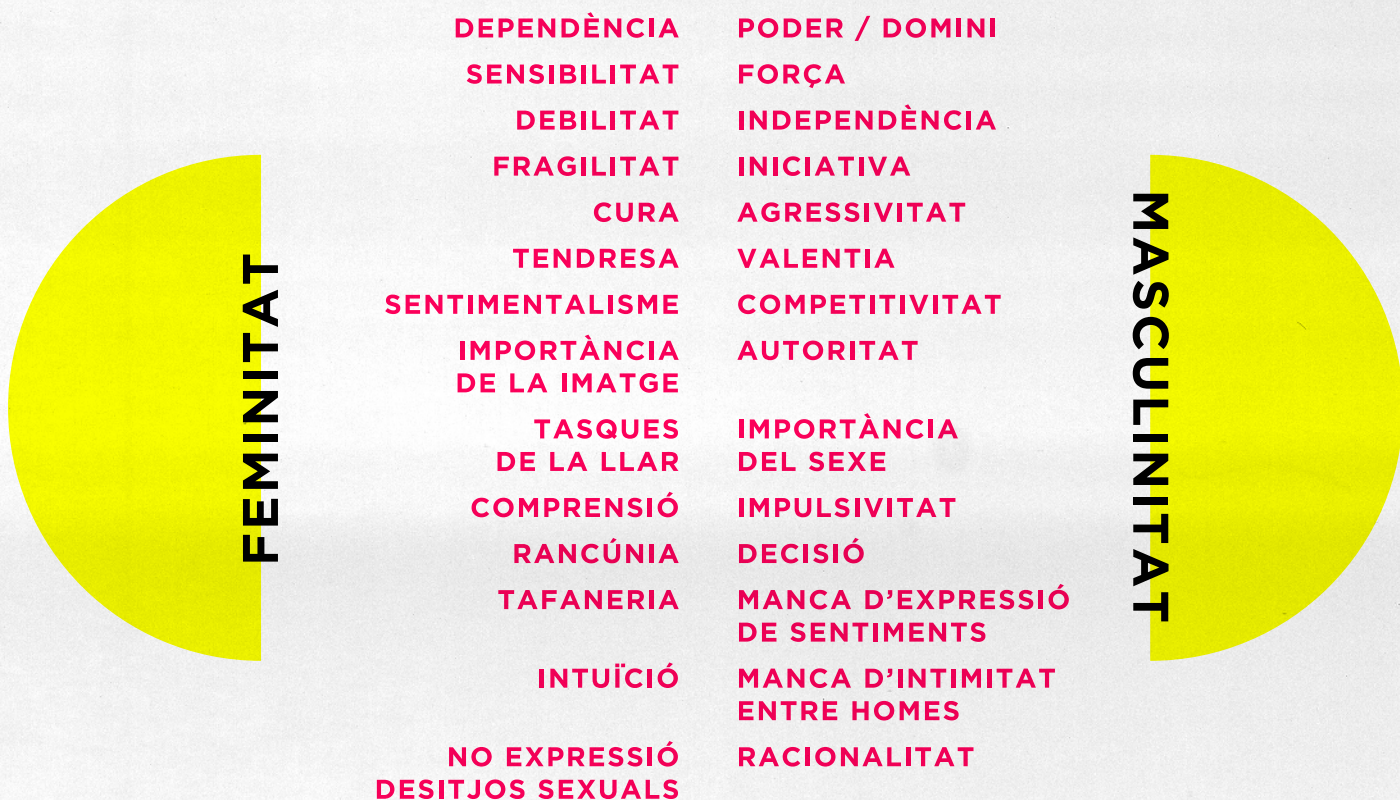 FEMINITAT
DEPENDÈNCIA
SENSIBILITAT
DEBILITAT
FRAGILITAT
CURA
TENDRESA
SENTIMENTALISME
IMPORTÀNCIA
DE LA IMATGE
TASQUES
DE LA LLAR
COMPRENSIÓ
RANCÚNIA
TAFANERIA
INTUÏCIÓ
NO EXPRESSIÓ
DESITJOS SEXUALS
PODER / DOMINI
FORÇA
INDEPENDÈNCIA
INICIATIVA
AGRESSIVITAT
VALENTIA
COMPETITIVITAT
AUTORITAT
IMPORTÀNCIA
DEL SEXE
IMPULSIVITAT
DECISIÓ
MANCA D'EXPRESSIÓ
DE SENTIMENTS
MANCA D'INTIMITAT
ENTRE HOMES
RACIONALITAT
MASCULINITAT